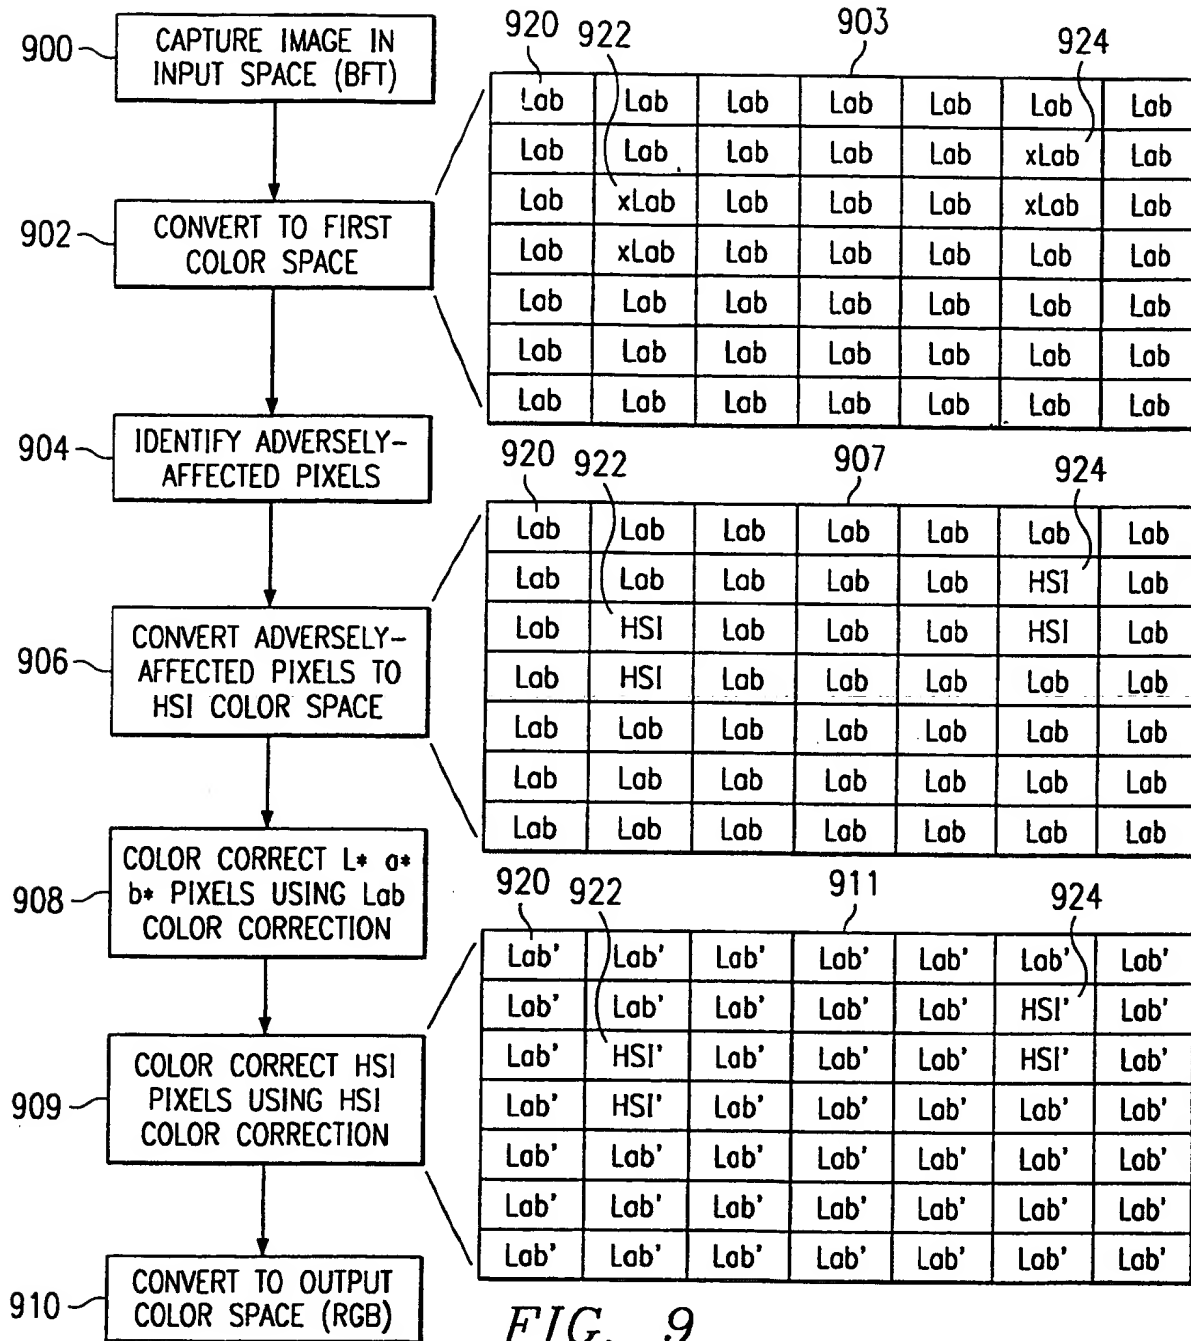 900
CAPTURE IMAGE IN
INPUT SPACE (BFT)
902
CONVERT TO FIRST
COLOR SPACE
904
IDENTIFY ADVERSELY-
AFFECTED PIXELS
906
CONVERT ADVERSELY-
AFFECTED PIXELS TO
HSI COLOR SPACE
908
COLOR CORRECT L* a*
b* PIXELS USING Lab
COLOR CORRECTION
909
COLOR CORRECT HSI
PIXELS USING HSI
COLOR CORRECTION
910
CONVERT TO OUTPUT
COLOR SPACE (RGB)
920 922 903 924
Lab Lab Lab Lab Lab Lab Lab
Lab Lab Lab Lab Lab xLab Lab
Lab xLab Lab Lab Lab xLab Lab
Lab xLab Lab Lab Lab Lab Lab
Lab Lab Lab Lab Lab Lab Lab
Lab Lab Lab Lab Lab Lab Lab
Lab Lab Lab Lab Lab Lab Lab
920 922 907 924
Lab Lab Lab Lab Lab Lab Lab
Lab Lab Lab Lab Lab HSI Lab
Lab HSI Lab Lab Lab HSI Lab
Lab HSI Lab Lab Lab Lab Lab
Lab Lab Lab Lab Lab Lab Lab
Lab Lab Lab Lab Lab Lab Lab
Lab Lab Lab Lab Lab Lab Lab
920 922 911 924
Lab' Lab' Lab' Lab' Lab' Lab' Lab'
Lab' Lab' Lab' Lab' Lab' HSI' Lab'
Lab' HSI' Lab' Lab' Lab' HSI' Lab'
Lab' HSI' Lab' Lab' Lab' Lab' Lab'
Lab' Lab' Lab' Lab' Lab' Lab' Lab'
Lab' Lab' Lab' Lab' Lab' Lab' Lab'
Lab' Lab' Lab' Lab' Lab' Lab' Lab'
FIG. 9